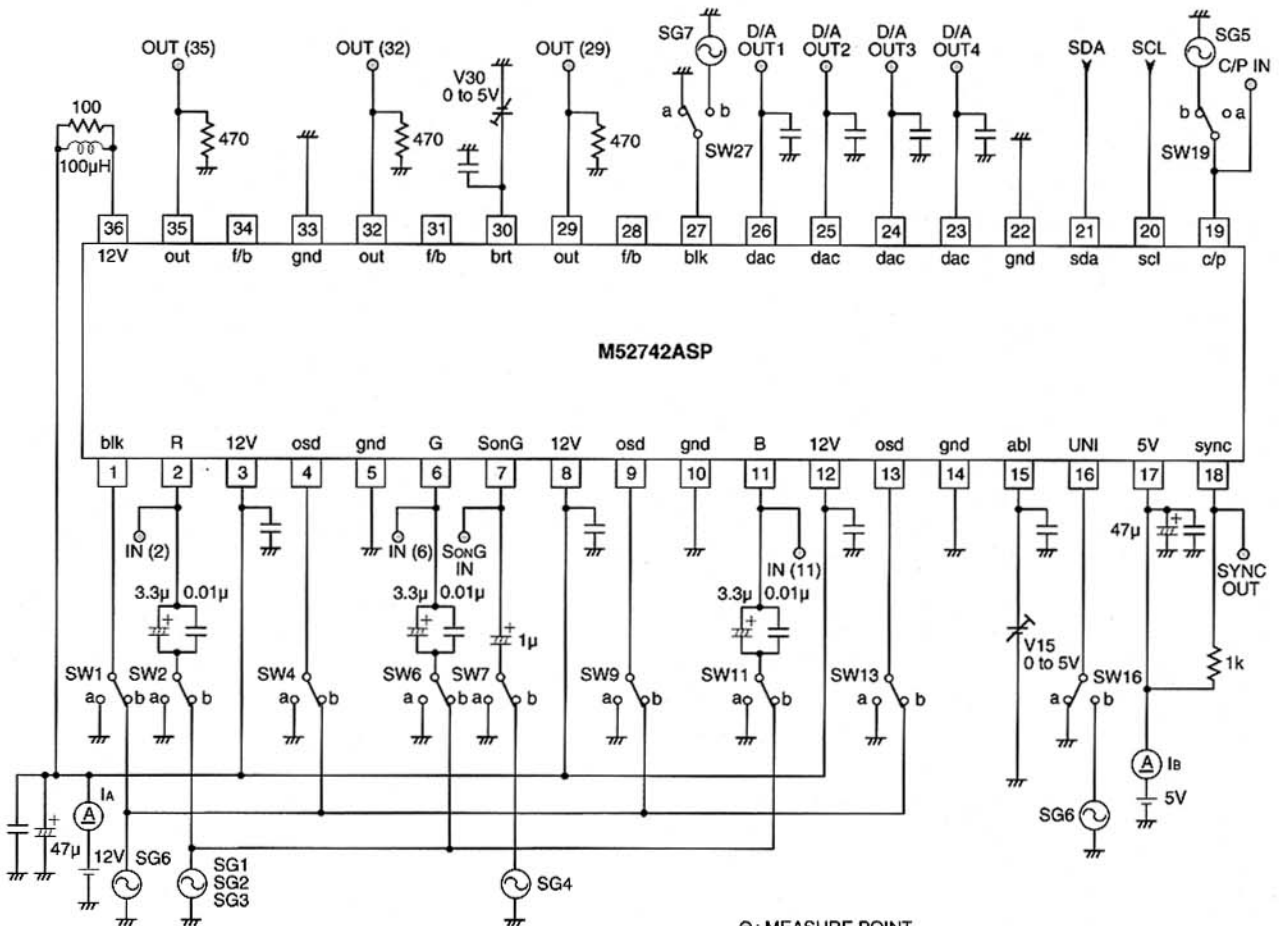 SG7
D/A OUT1
D/A OUT2
D/A OUT3
D/A OUT4
SG5
OUT (35)
OUT (32)
OUT (29)
SDA
SCL
C/P IN
V30
0 to 5V
100
100μH
470
470
470
a b
SW27
b a
SW19
36 35 34 33 32 31 30 29 28 27 26 25 24 23 22 21 20 19
12V out f/b gnd out f/b brt out f/b blk dac dac dac dac gnd sda scl c/p
M52742ASP
blk R 12V osd gnd G SonG 12V osd gnd B 12V osd gnd abl UNI 5V sync
1 2 3 4 5 6 7 8 9 10 11 12 13 14 15 16 17 18
IN (2)
IN (6)
SONG IN
IN (11)
47μ
SYNC OUT
3.3μ 0.01μ
3.3μ 0.01μ
1μ
3.3μ 0.01μ
V15
0 to 5V
1k
SW1 SW2 SW4 SW6 SW7 SW9 SW11 SW13 SW16
a b a b a b a b a b a b a b a b a b
IA
A
47μ
12V
SG6
SG1
SG2
SG3
SG4
SG6
A
IB
5V